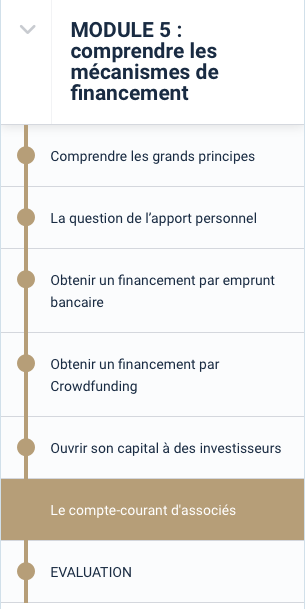 MODULE 5 :
comprendre les
mécanismes de
financement
Comprendre les grands principes
La question de l’apport personnel
Obtenir un financement par emprunt
bancaire
Obtenir un financement par
Crowdfunding
Ouvrir son capital à des investisseurs
Le compte-courant d'associés
EVALUATION